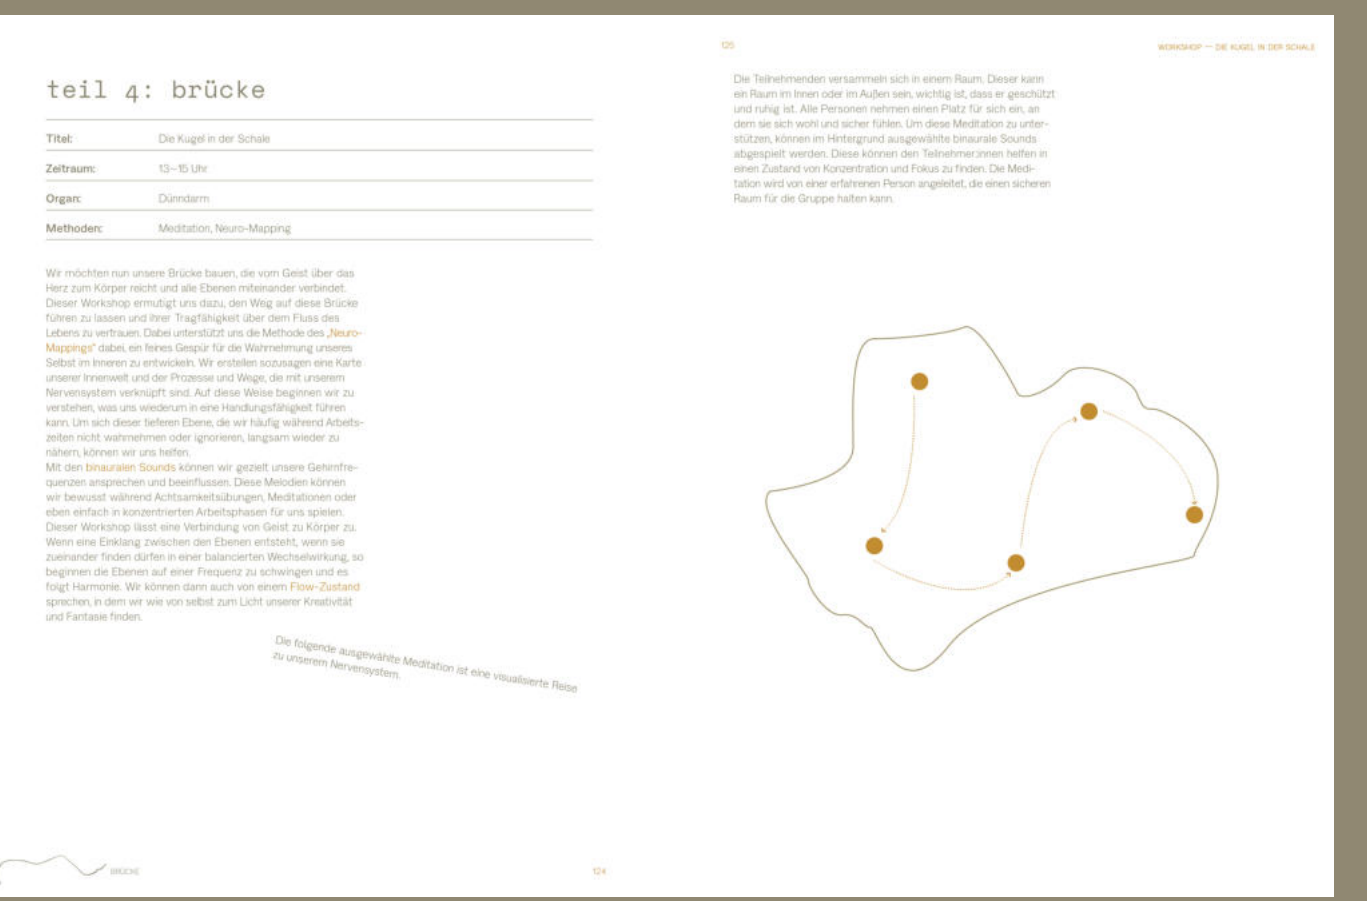 teil 4: brücke
Titel: Die Kugel in der Schale
Zeitraum: 13–15 Uhr
Organ: Dünndarm
Methoden: Meditation, Neuro-Mapping
Wir möchten nun unsere Brücke bauen, die vom Geist über das
Herz zum Körper reicht und alle Ebenen miteinander verbindet.
Dieser Workshop ermutigt uns dazu, den Weg auf diese Brücke
führen zu lassen und ihrer Tragfähigkeit über dem Fluss des
Lebens zu vertrauen. Dabei unterstützt uns die Methode des „Neuro-
Mappings“ dabei, ein feines Gespür für die Wahrnehmung unseres
Selbst im Inneren zu entwickeln. Wir erstellen sozusagen eine Karte
unserer Innenwelt und der Prozesse und Wege, die mit unserem
Nervensystem verknüpft sind. Auf diese Weise beginnen wir zu
verstehen, was uns wiederum in eine Handlungsfähigkeit führen
kann. Um sich dieser tieferen Ebene, die wir häufig während Arbeits-
zeiten nicht wahrnehmen oder ignorieren, langsam wieder zu
nähern, können wir uns helfen.
Mit den binauralen Sounds können wir gezielt unsere Gehirnfre-
quenzen ansprechen und beeinflussen. Diese Melodien können
wir bewusst während Achtsamkeitsübungen, Meditationen oder
eben einfach in konzentrierten Arbeitsphasen für uns spielen.
Dieser Workshop lässt eine Verbindung von Geist zu Körper zu.
Wenn eine Einklang zwischen den Ebenen entsteht, wenn sie
zueinander finden dürfen in einer balancierten Wechselwirkung, so
beginnen die Ebenen auf einer Frequenz zu schwingen und es
folgt Harmonie. Wir können dann auch von einem Flow-Zustand
sprechen, in dem wir wie von selbst zum Licht unserer Kreativität
und Fantasie finden.
Die folgende ausgewählte Meditation ist eine visualisierte Reise
zu unserem Nervensystem.
BRÜCKE
124
125
WORKSHOP — DIE KUGEL IN DER SCHALE
Die Teilnehmenden versammeln sich in einem Raum. Dieser kann
ein Raum im Innen oder im Außen sein, wichtig ist, dass er geschützt
und ruhig ist. Alle Personen nehmen einen Platz für sich ein, an
dem sie sich wohl und sicher fühlen. Um diese Meditation zu unter-
stützen, können im Hintergrund ausgewählte binaurale Sounds
abgespielt werden. Diese können den Teilnehmer:innen helfen in
einen Zustand von Konzentration und Fokus zu finden. Die Medi-
tation wird von einer erfahrenen Person angeleitet, die einen sicheren
Raum für die Gruppe halten kann.